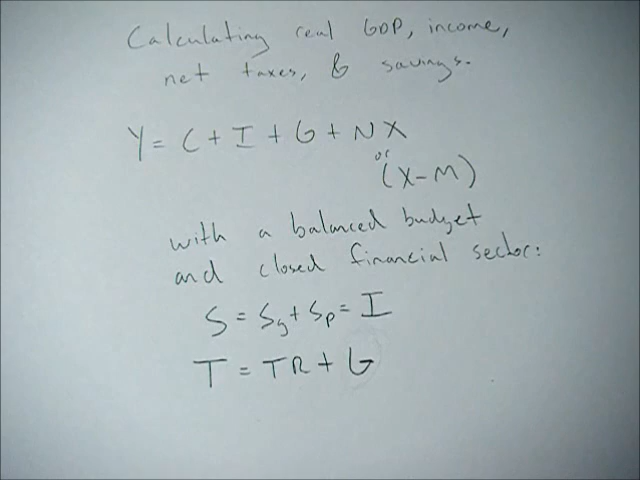 Calculating real GDP, income,
net taxes, & savings.
Y = C + I + G + NX
or
(X-M)
with a balanced budget
and closed financial sector:
S = Sg + Sp = I
T = TR + G